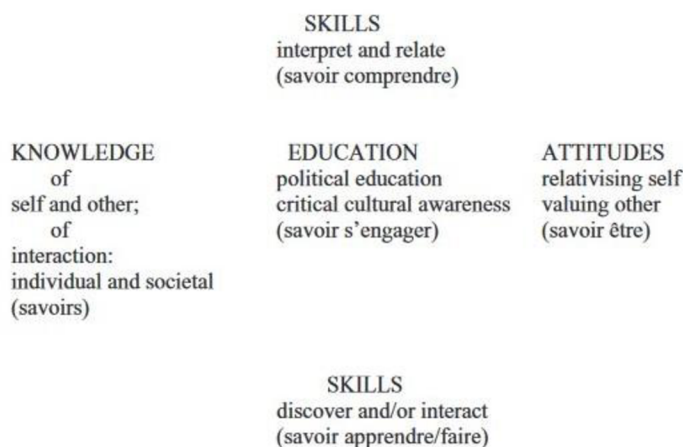 SKILLS
interpret and relate
(savoir comprendre)
KNOWLEDGE
of
self and other;
of
interaction:
individual and societal
(savoirs)
EDUCATION
political education
critical cultural awareness
(savoir s’engager)
ATTITUDES
relativising self
valuing other
(savoir être)
SKILLS
discover and/or interact
(savoir apprendre/faire)